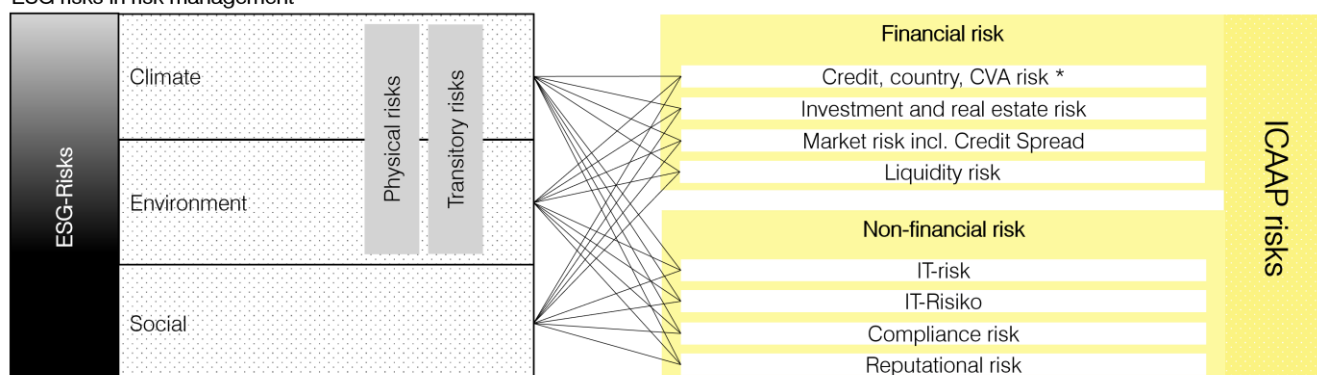 ESG risks in risk management
ESG-Risks
Climate
Environment
Social
Physical risks
Transitory risks
Financial risk
Credit, country, CVA risk *
Investment and real estate risk
Market risk incl. Credit Spread
Liquidity risk
Non-financial risk
IT-risk
IT-Risiko
Compliance risk
Reputational risk
ICAAP risks